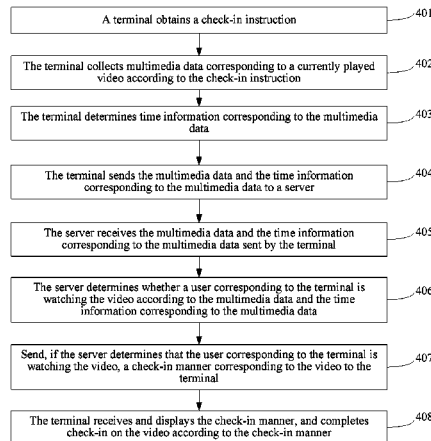 A terminal obtains a check-in instruction
401
The terminal collects multimedia data corresponding to a currently played
video according to the check-in instruction
402
The terminal determines time information corresponding to the multimedia
data
403
The terminal sends the multimedia data and the time information
corresponding to the multimedia data to a server
404
The server receives the multimedia data and the time information
corresponding to the multimedia data sent by the terminal
405
The server determines whether a user corresponding to the terminal is
watching the video according to the multimedia data and the time
information corresponding to the multimedia data
406
Send, if the server determines that the user corresponding to the terminal is
watching the video, a check-in manner corresponding to the video to the
terminal
407
The terminal receives and displays the check-in manner, and completes
check-in on the video according to the check-in manner
408